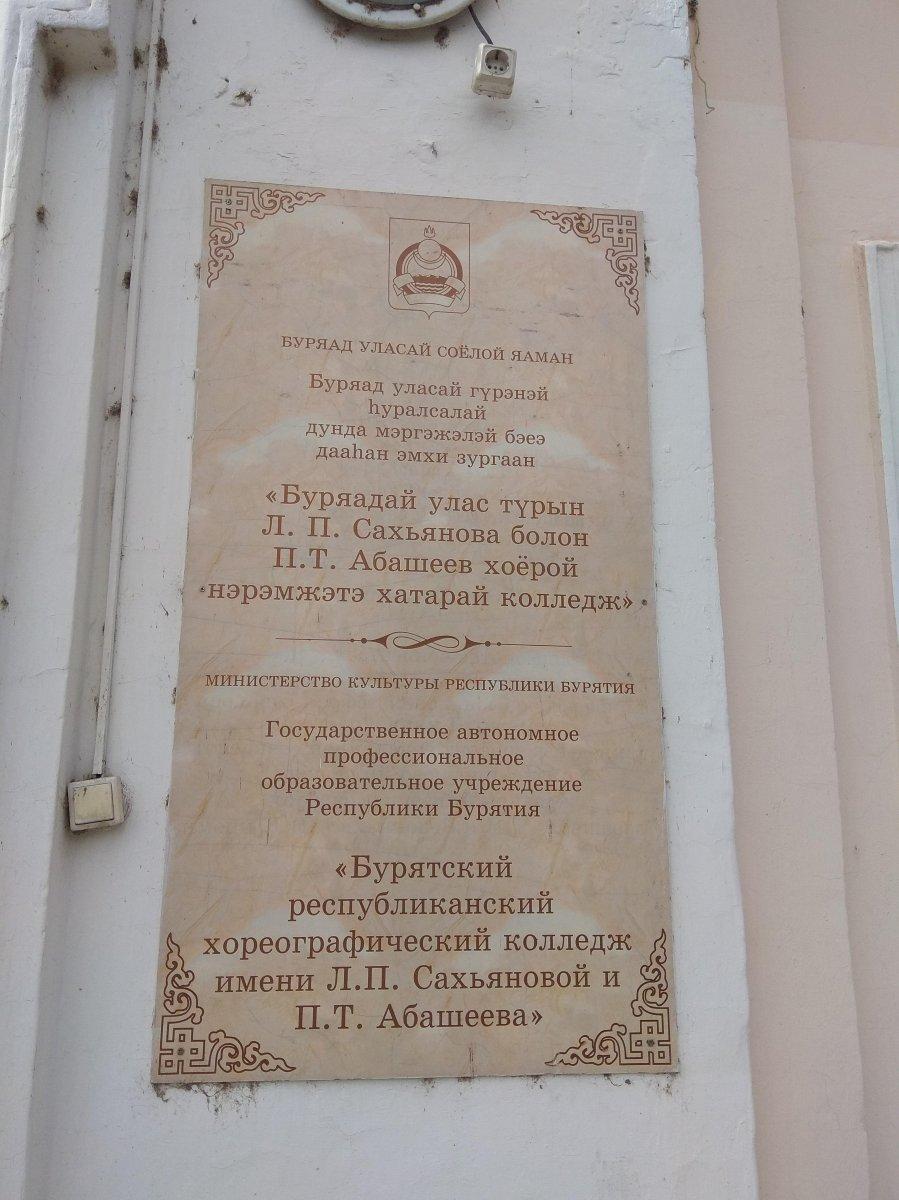 БУРЯАД УЛАСАЙ СОЁЛОЙ ЯАМАН
Буряад уласай гүрэнэй
һуралсалай
дунда мэргэжэлэй бэеэ
дааһан эмхи зургаан
«Буряадай улас түрын
Л. П. Сахьянова болон
П.Т. Абашеев хоёрой
нэрэмжэтэ хатарай колледж»
МИНИСТЕРСТВО КУЛЬТУРЫ РЕСПУБЛИКИ БУРЯТИЯ
Государственное автономное
профессиональное
образовательное учреждение
Республики Бурятия
«Бурятский
республиканский
хореографический колледж
имени Л.П. Сахьяновой и
П.Т. Абашеева»